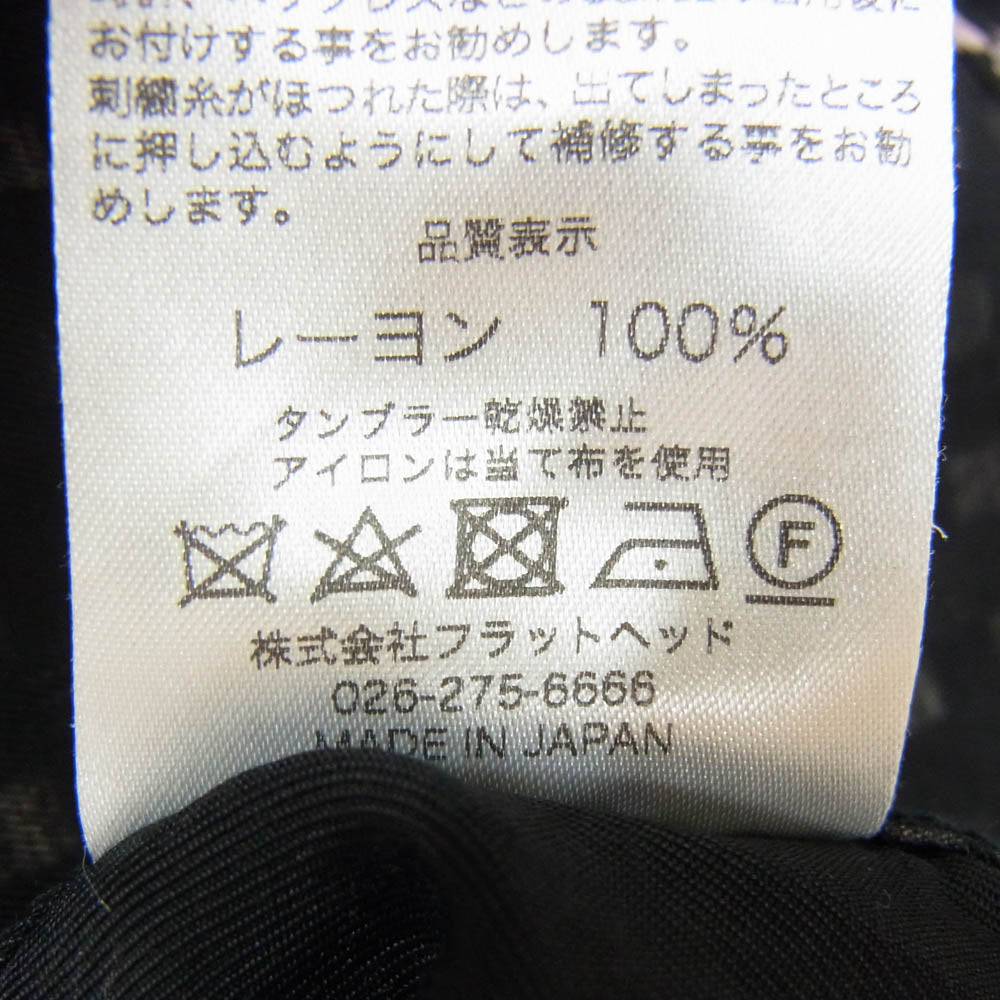 お付けする事をお勧めします。
刺繍糸がほつれた際は、出てしまったところ
に押し込むようにして補修する事をお勧
めします。
品質表示
レーヨン 100%
タンブラー乾燥禁止
アイロンは当て布を使用
F
株式会社フラットヘッド
026-275-6666
MADE IN JAPAN